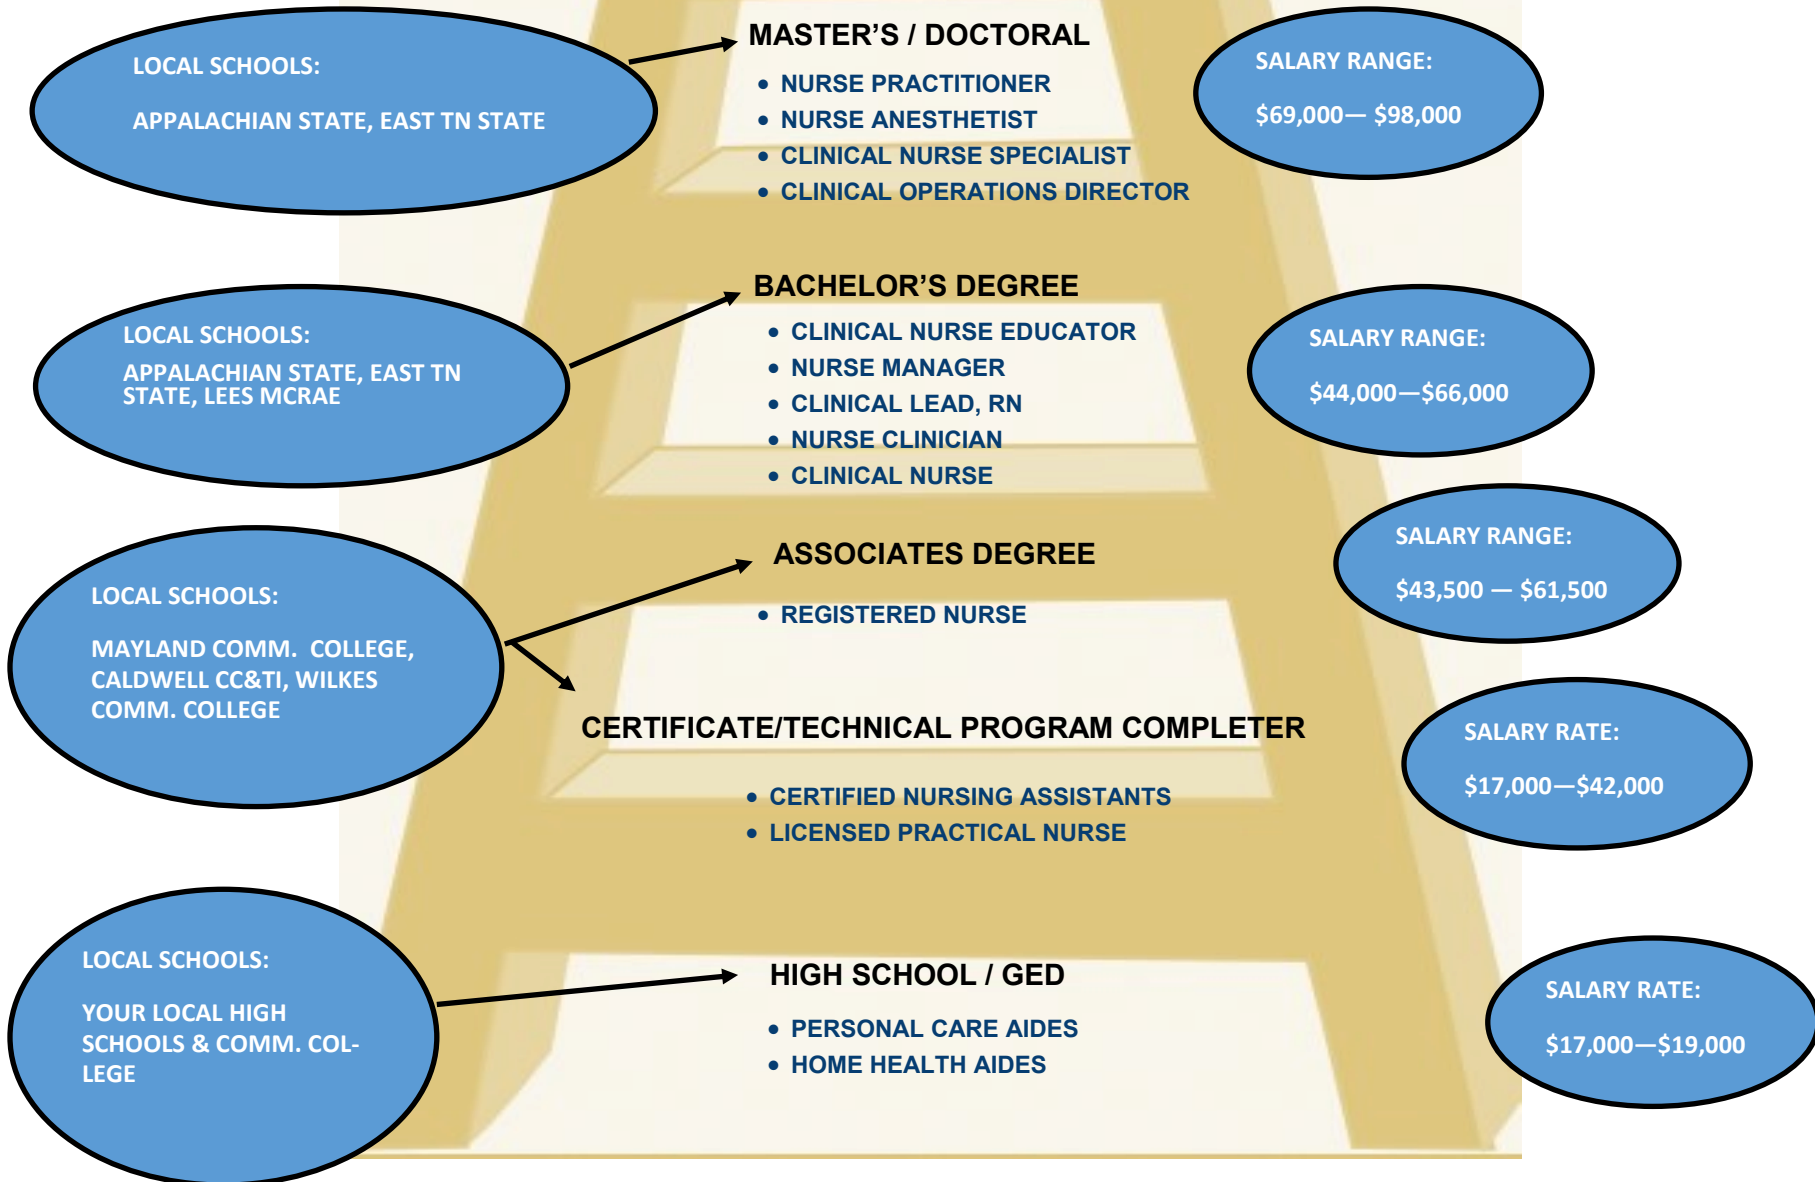 LOCAL SCHOOLS:
APPALACHIAN STATE, EAST TN STATE
MASTER'S / DOCTORAL
• NURSE PRACTITIONER
• NURSE ANESTHETIST
• CLINICAL NURSE SPECIALIST
• CLINICAL OPERATIONS DIRECTOR
SALARY RANGE:
$69,000— $98,000
LOCAL SCHOOLS:
APPALACHIAN STATE, EAST TN
STATE, LEES MCRAE
BACHELOR'S DEGREE
• CLINICAL NURSE EDUCATOR
• NURSE MANAGER
• CLINICAL LEAD, RN
• NURSE CLINICIAN
• CLINICAL NURSE
SALARY RANGE:
$44,000—$66,000
LOCAL SCHOOLS:
MAYLAND COMM. COLLEGE,
CALDWELL CC&TI, WILKES
COMM. COLLEGE
ASSOCIATES DEGREE
• REGISTERED NURSE
SALARY RANGE:
$43,500 — $61,500
CERTIFICATE/TECHNICAL PROGRAM COMPLETER
• CERTIFIED NURSING ASSISTANTS
• LICENSED PRACTICAL NURSE
SALARY RATE:
$17,000—$42,000
LOCAL SCHOOLS:
YOUR LOCAL HIGH
SCHOOLS & COMM. COL-
LEGE
HIGH SCHOOL / GED
• PERSONAL CARE AIDES
• HOME HEALTH AIDES
SALARY RATE:
$17,000—$19,000